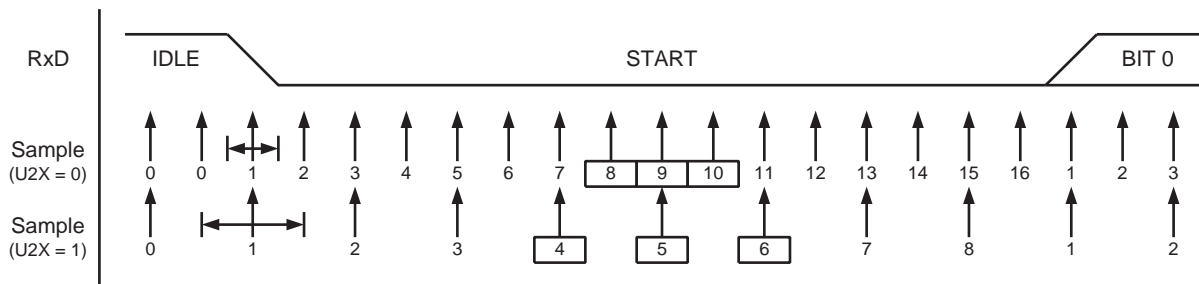 RxD IDLE START BIT 0
Sample
(U2X = 0)
0 0 1 2 3 4 5 6 7 8 9 10 11 12 13 14 15 16 1 2 3
Sample
(U2X = 1)
0 1 2 3 4 5 6 7 8 1 2